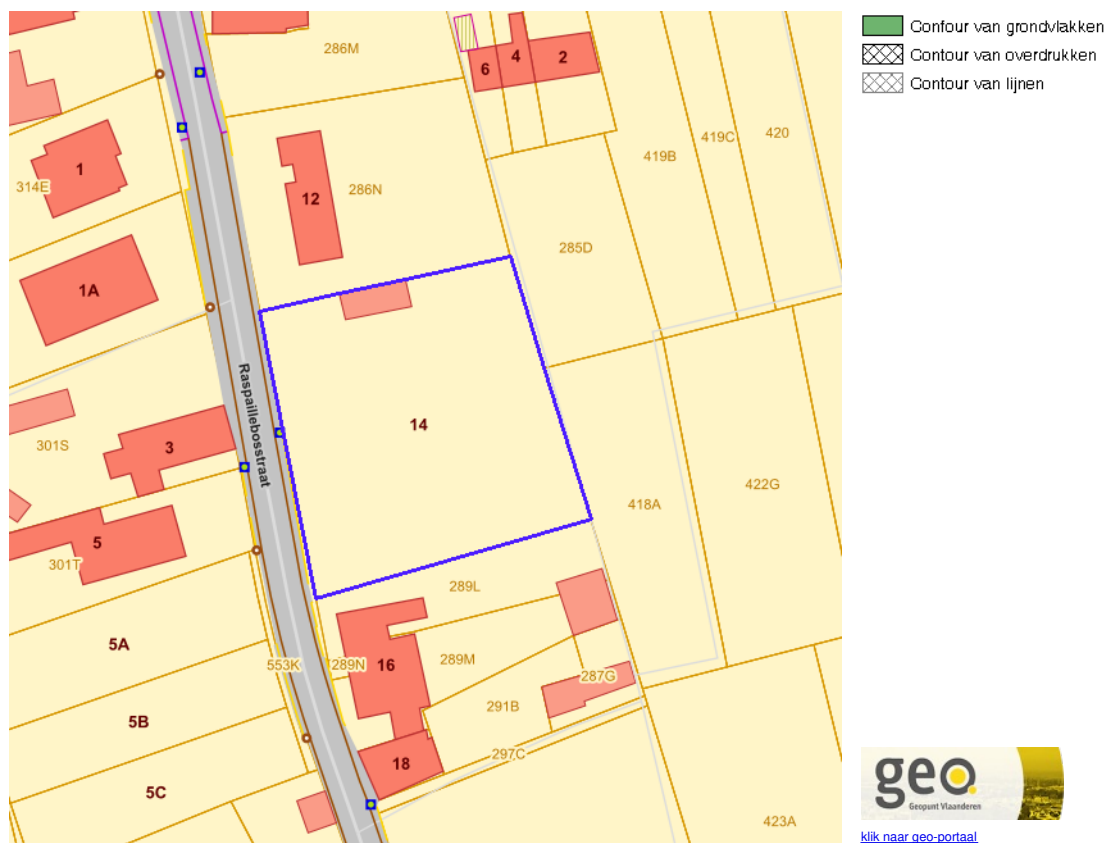 Contour van grondvlakken
Contour van overdrukken
Contour van lijnen
286M
6
4
2
420
419C
419B
1
314E
12
286N
285D
1A
Raspaillebosstraat
14
3
301S
422G
418A
5
301T
289L
5A
553K
289N
16
289M
287G
291B
5B
297C
18
5C
423A
geo.
Geopunt Vlaanderen
klik naar geo-portaal